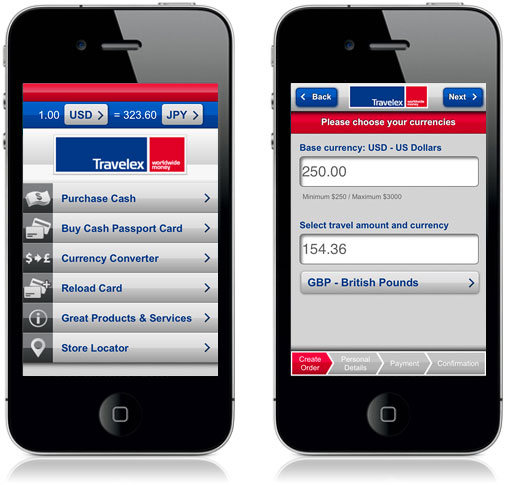 1.00 USD > = 323.60 JPY >
Travelex
worldwide
money
Purchase Cash
Buy Cash Passport Card
$➔£ Currency Converter
Reload Card
Great Products & Services
Store Locator
Back
Travelex
worldwide
money
Next
Please choose your currencies
Base currency: USD - US Dollars
250.00
Minimum $250 / Maximum $3000
Select travel amount and currency
154.36
GBP - British Pounds
Create
Order
Personal
Details
Payment
Confirmation